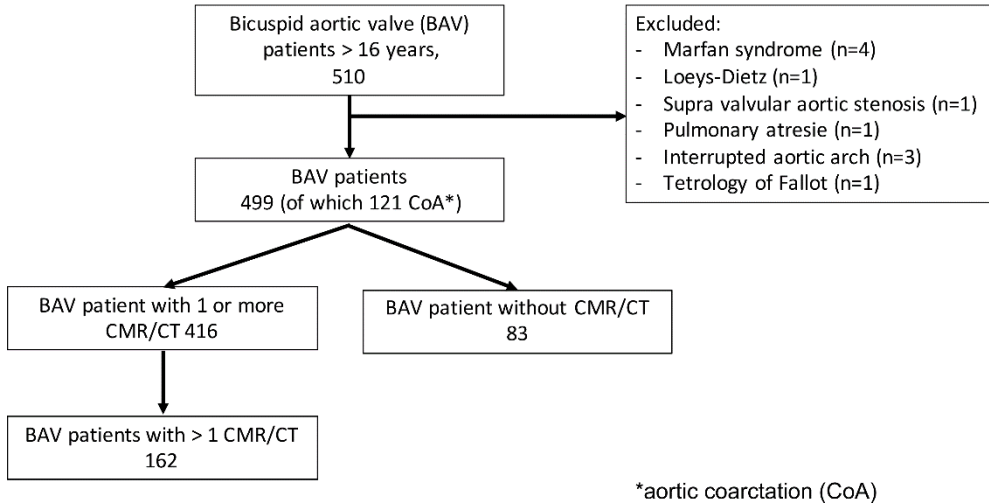 Bicuspid aortic valve (BAV)
patients > 16 years,
510
Excluded:
- Marfan syndrome (n=4)
- Loeys-Dietz (n=1)
- Supra valvular aortic stenosis (n=1)
- Pulmonary atresie (n=1)
- Interrupted aortic arch (n=3)
- Tetrology of Fallot (n=1)
BAV patients
499 (of which 121 CoA*)
BAV patient with 1 or more
CMR/CT 416
BAV patient without CMR/CT
83
BAV patients with > 1 CMR/CT
162
*aortic coarctation (CoA)